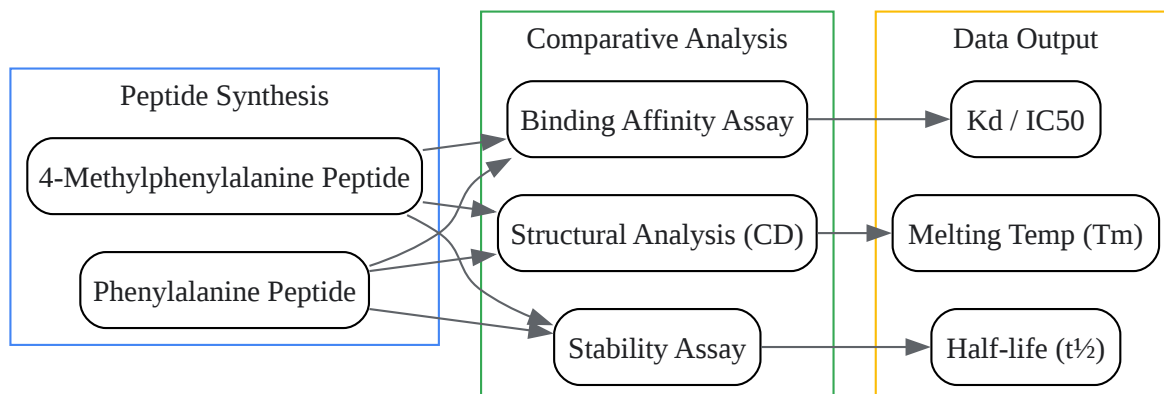 Peptide Synthesis
4-Methylphenylalanine Peptide
Phenylalanine Peptide
Comparative Analysis
Binding Affinity Assay
Structural Analysis (CD)
Stability Assay
Data Output
Kd / IC50
Melting Temp (Tm)
Half-life (t½)